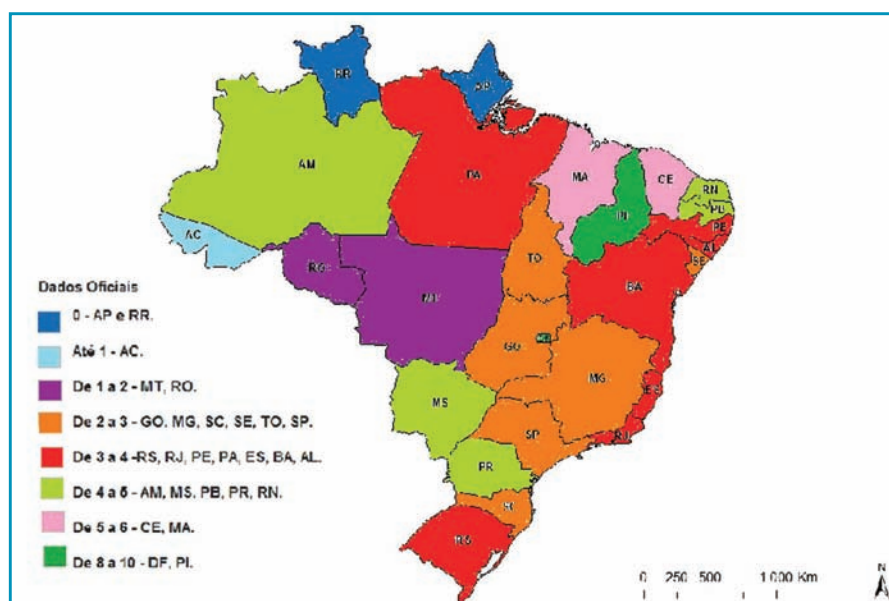 RR
AP
AM
PA
MA
CE
RN
PB
PI
PE
AC
AL
TO
SE
RO
BA
MT
Dados Oficiais
0 - AP e RR.
GO
Até 1 - AC.
MG
ES
De 1 a 2 - MT, RO.
MS
De 2 a 3 - GO. MG, SC, SE, TO, SP.
SP
RJ
De 3 a 4 -RS, RJ, PE, PA, ES, BA, AL.
PR
De 4 a 5 - AM, MS. PB, PR, RN.
SC
De 5 a 6 - CE, MA.
RS
De 8 a 10 - DF, PI.
0 250 500 1 000 Km
N